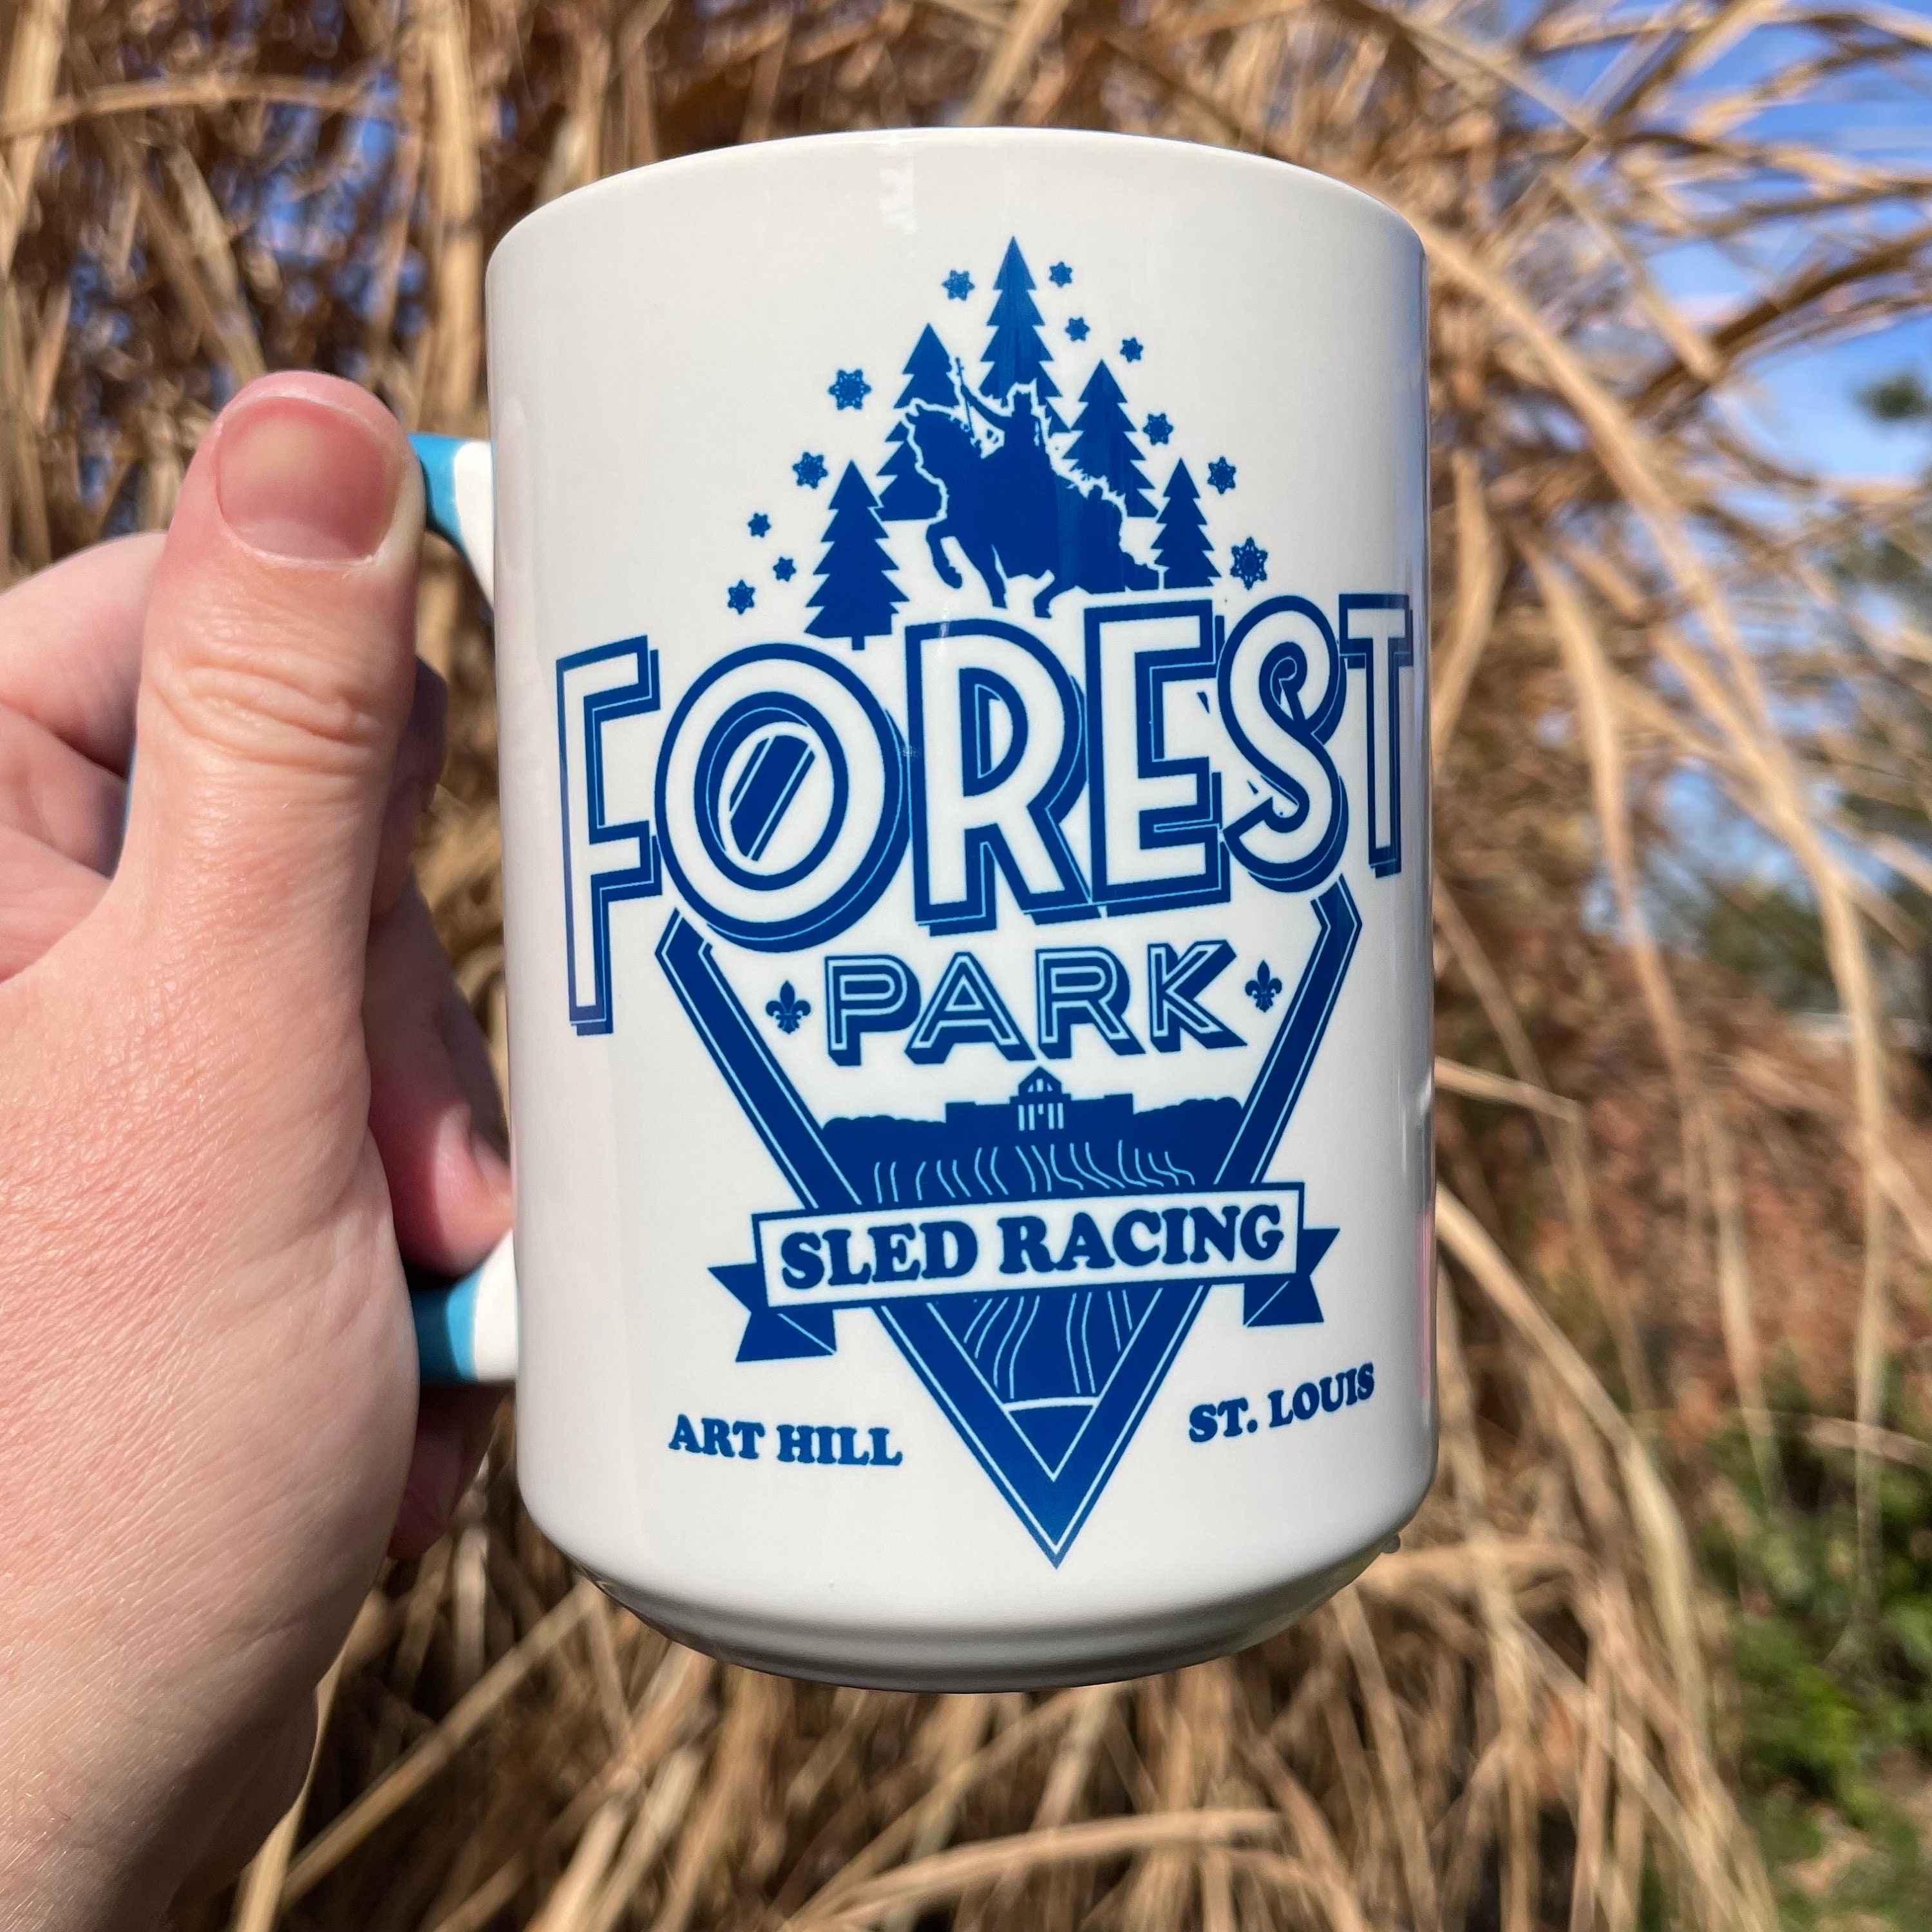 FOREST
PARK
SLED RACING
ART HILL
ST. LOUIS